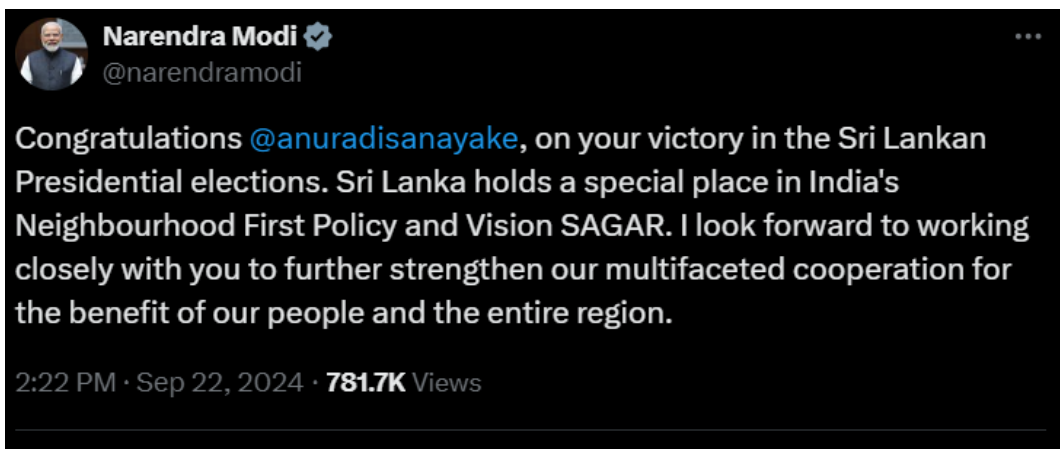 Narendra Modi
@narendramodi
Congratulations @anuradisanayake, on your victory in the Sri Lankan
Presidential elections. Sri Lanka holds a special place in India's
Neighbourhood First Policy and Vision SAGAR. I look forward to working
closely with you to further strengthen our multifaceted cooperation for
the benefit of our people and the entire region.
2:22 PM · Sep 22, 2024 · 781.7K Views